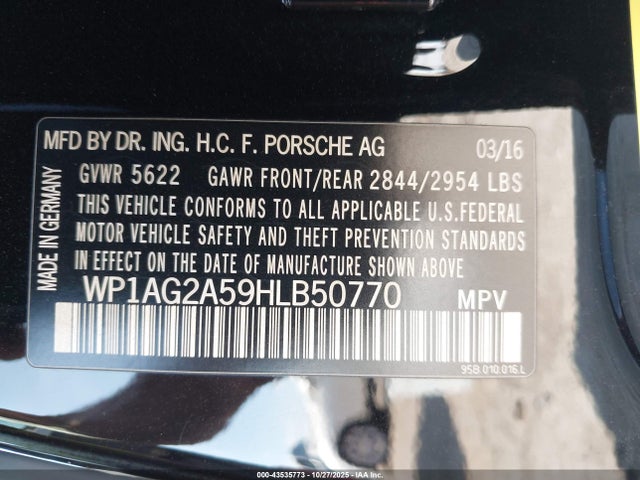 MFD BY DR. ING. H.C. F. PORSCHE AG 03/16
GVWR 5622 GAWR FRONT/REAR 2844/2954 LBS
THIS VEHICLE CONFORMS TO ALL APPLICABLE U.S.FEDERAL
MOTOR VEHICLE SAFETY AND THEFT PREVENTION STANDARDS
IN EFFECT ON THE DATE OF MANUFACTURE SHOWN ABOVE.
WP1AG2A59HLB50770 MPV
95B.010.016.L
MADE IN GERMANY
000-43535773 - 10/27/2025 - IAAI.com